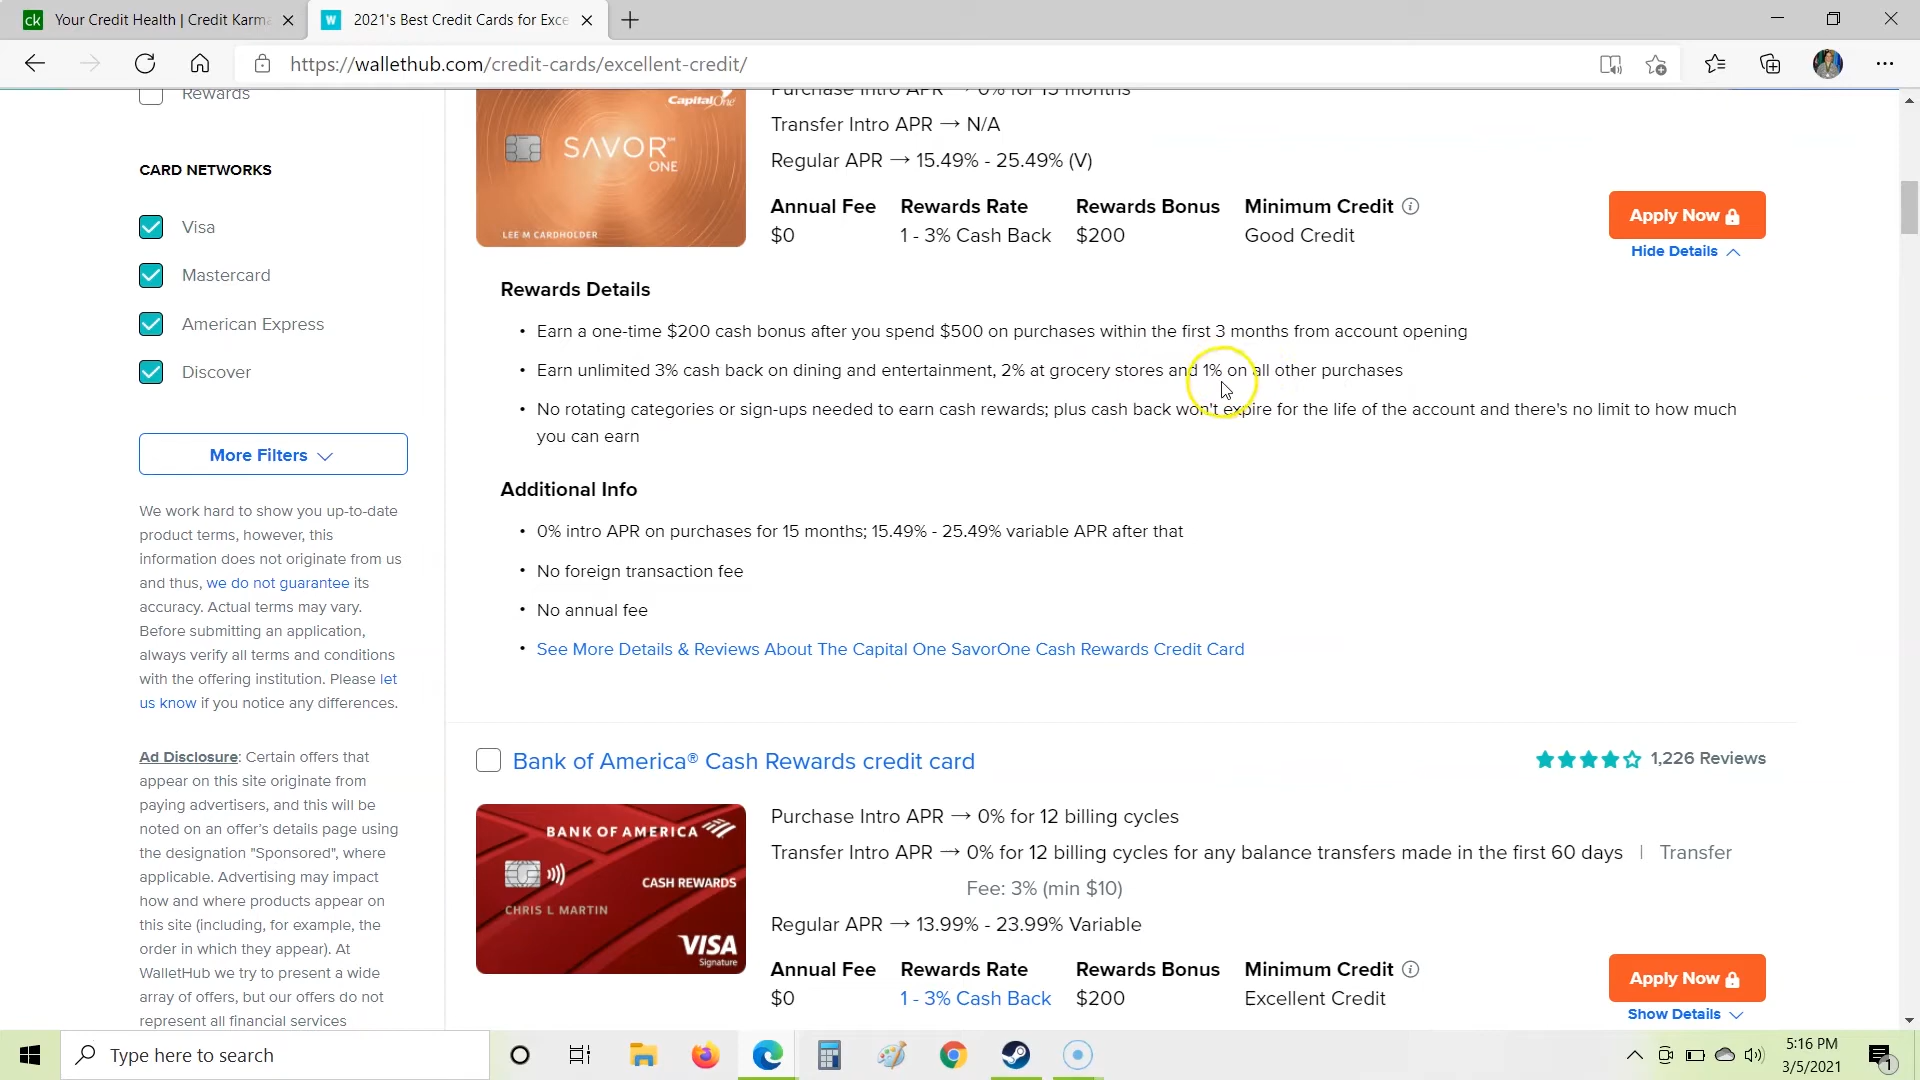 Your Credit Health | Credit Karma
2021's Best Credit Cards for Exce
https://wallethub.com/credit-cards/excellent-credit/
Rewards
CARD NETWORKS
Visa
Mastercard
American Express
Discover
More Filters
We work hard to show you up-to-date
product terms, however, this
information does not originate from us
and thus, we do not guarantee its
accuracy. Actual terms may vary.
Before submitting an application,
always verify all terms and conditions
with the offering institution. Please let
us know if you notice any differences.
Ad Disclosure: Certain offers that
appear on this site originate from
paying advertisers, and this will be
noted on an offer's details page using
the designation "Sponsored", where
applicable. Advertising may impact
how and where products appear on
this site (including, for example, the
order in which they appear). At
WalletHub we try to present a wide
array of offers, but our offers do not
represent all financial services
Capital One
SAVOR™
ONE
LEE M CARDHOLDER
Purchase Intro APR → 0% for 15 months
Transfer Intro APR → N/A
Regular APR → 15.49% - 25.49% (V)
Annual Fee Rewards Rate Rewards Bonus Minimum Credit
$0 1 - 3% Cash Back $200 Good Credit
Apply Now
Hide Details
Rewards Details
• Earn a one-time $200 cash bonus after you spend $500 on purchases within the first 3 months from account opening
• Earn unlimited 3% cash back on dining and entertainment, 2% at grocery stores and 1% on all other purchases
• No rotating categories or sign-ups needed to earn cash rewards; plus cash back won't expire for the life of the account and there's no limit to how much
you can earn
Additional Info
• 0% intro APR on purchases for 15 months; 15.49% - 25.49% variable APR after that
• No foreign transaction fee
• No annual fee
• See More Details & Reviews About The Capital One SavorOne Cash Rewards Credit Card
Bank of America® Cash Rewards credit card
1,226 Reviews
BANK OF AMERICA
CASH REWARDS
CHRIS L MARTIN
VISA
Signature
Purchase Intro APR → 0% for 12 billing cycles
Transfer Intro APR → 0% for 12 billing cycles for any balance transfers made in the first 60 days | Transfer
Fee: 3% (min $10)
Regular APR → 13.99% - 23.99% Variable
Annual Fee Rewards Rate Rewards Bonus Minimum Credit
$0 1 - 3% Cash Back $200 Excellent Credit
Apply Now
Show Details
Type here to search
5:16 PM
3/5/2021
1